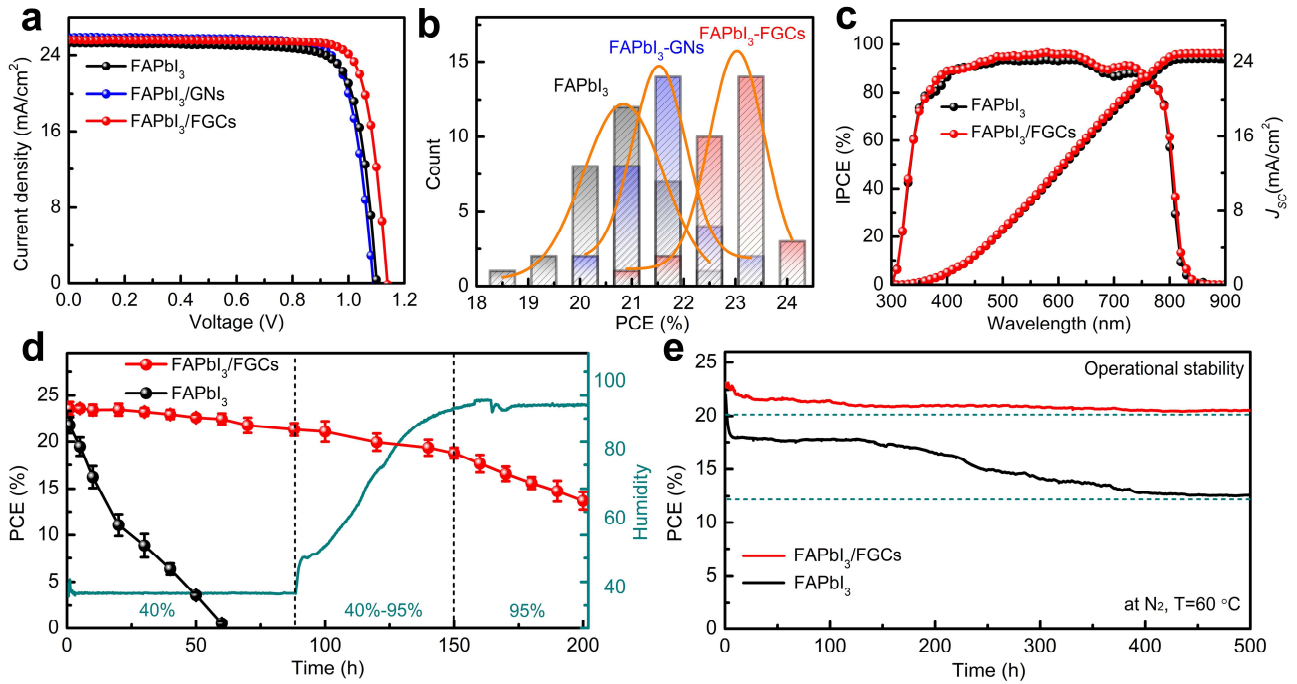 a
Current density (mA/cm²)
26
24
16
8
0
0.0 0.2 0.4 0.6 0.8 1.0 1.2
Voltage (V)
FAPbI₃
FAPbI₃/GNs
FAPbI₃/FGCs
b
Count
15
10
5
0
18 19 20 21 22 23 24
PCE (%)
FAPbI₃
FAPbI₃-GNs
FAPbI₃-FGCs
c
IPCE (%)
100
80
60
40
20
0
300 400 500 600 700 800 900
Wavelength (nm)
24
16
8
0
J_SC(mA/cm²)
FAPbI₃
FAPbI₃/FGCs
d
PCE (%)
25
20
15
10
5
0
0 50 100 150 200
Time (h)
100
80
60
40
Humidity
FAPbI₃/FGCs
FAPbI₃
40%
40%-95%
95%
e
PCE (%)
25
20
15
10
5
0
0 100 200 300 400 500
Time (h)
Operational stability
FAPbI₃/FGCs
FAPbI₃
at N₂, T=60 °C